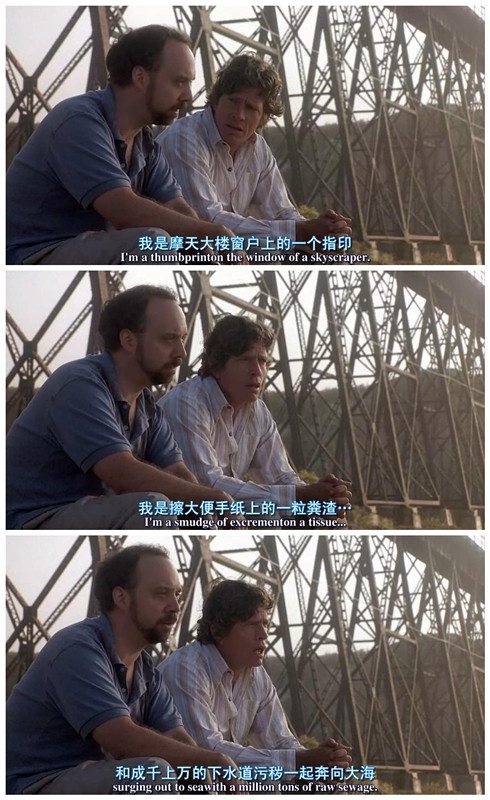 我是摩天大楼窗户上的一个指印
I'm a thumbprinton the window of a skyscraper.
我是擦大便手纸上的一粒粪渣…
I'm a smudge of excrementon a tissue...
和成千上万的下水道污秽一起奔向大海
surging out to seawith a million tons of raw sewage.